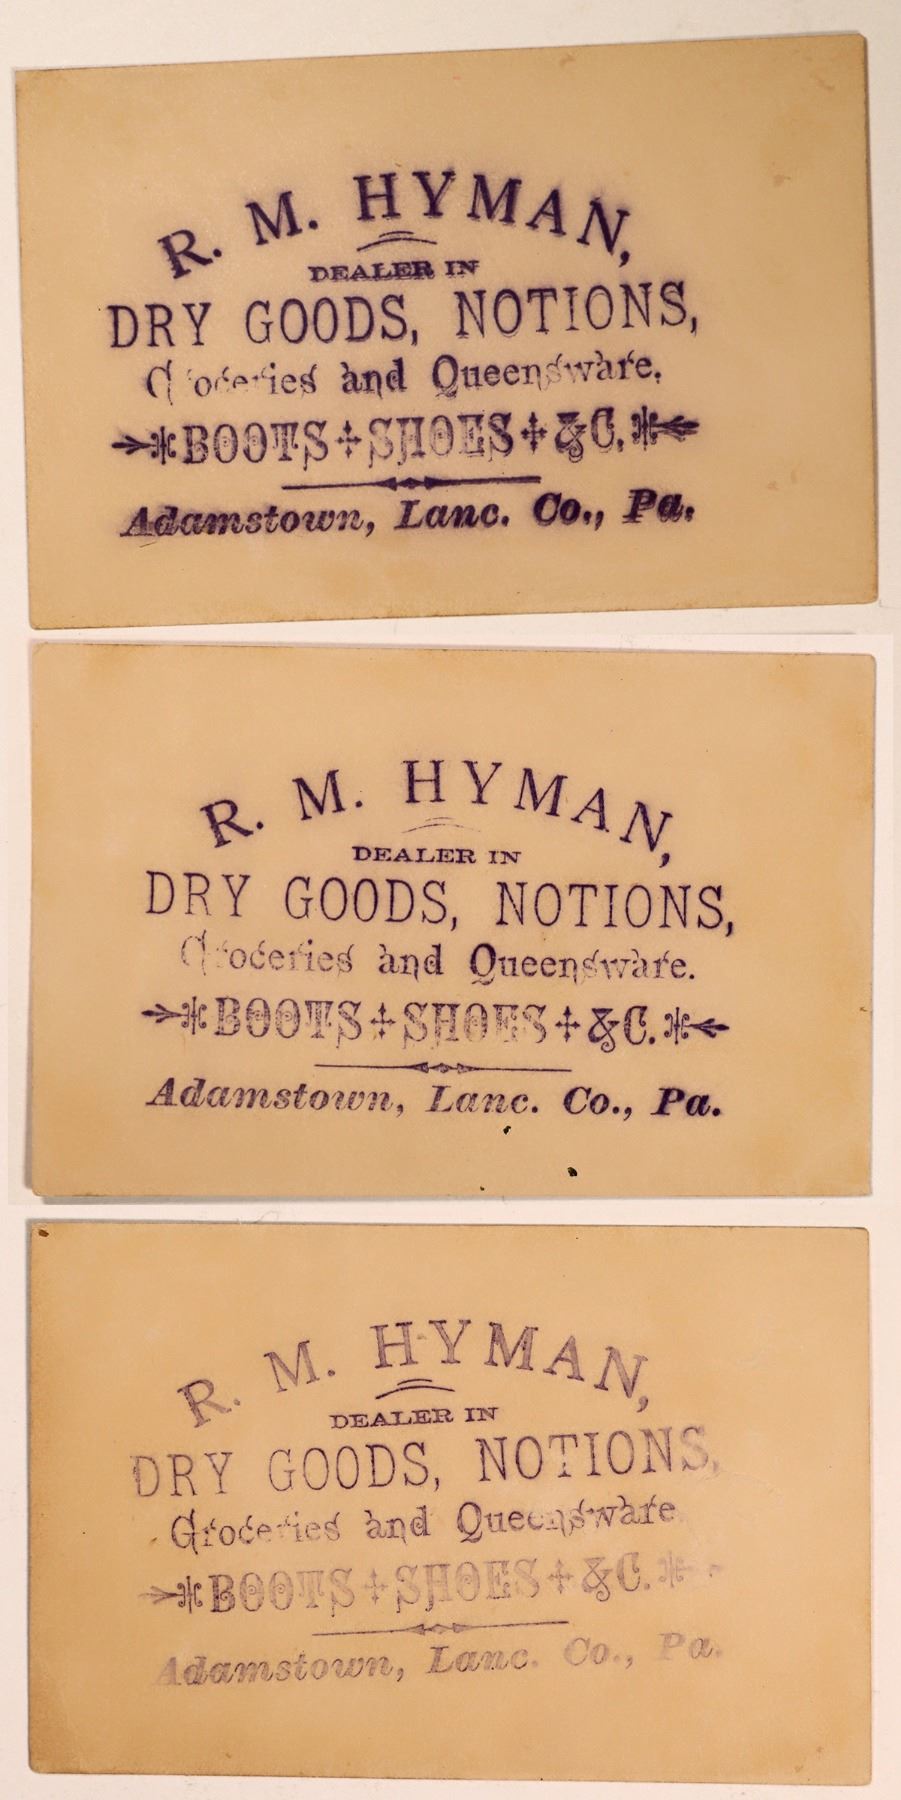 R. M. HYMAN,
DEALER IN
DRY GOODS, NOTIONS,
Groceries and Queensware.
BOOTS SHOES &C.
Adamstown, Lanc. Co., Pa.
R. M. HYMAN,
DEALER IN
DRY GOODS, NOTIONS,
Groceries and Queensware.
BOOTS SHOES &C.
Adamstown, Lanc. Co., Pa.
R. M. HYMAN,
DEALER IN
DRY GOODS, NOTIONS,
Groceries and Queensware
BOOTS SHOES &C.
Adamstown, Lanc. Co., Pa.